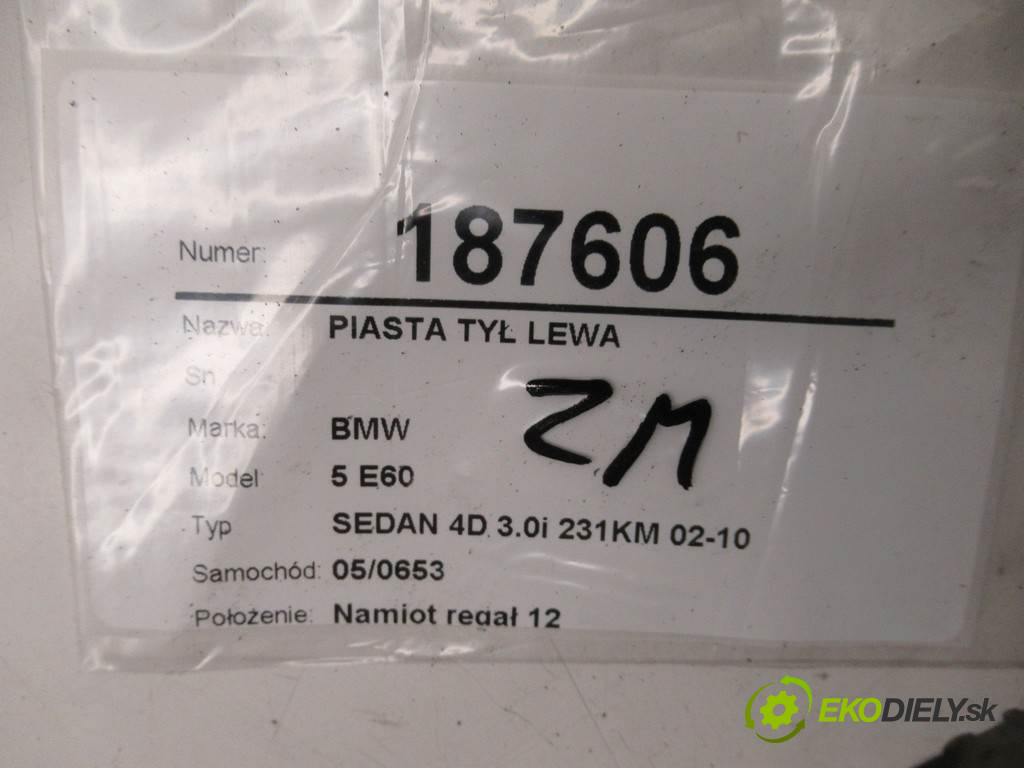 Numer: 187606
Nazwa: PIASTA TYŁ LEWA
Sn
Marka: BMW
ZM
Model 5 E60
Typ SEDAN 4D 3.0i 231KM 02-10
Samochód: 05/0653
Położenie: Namiot regał 12
EKODIELY.sk